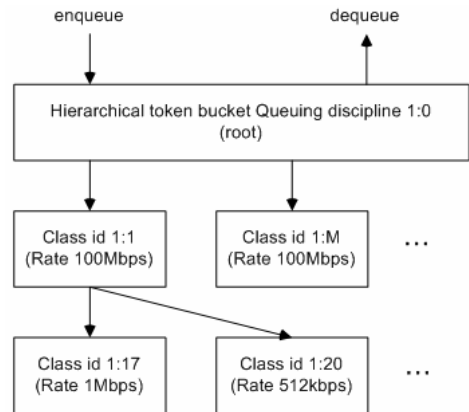 enqueue
dequeue
Hierarchical token bucket Queuing discipline 1:0
(root)
Class id 1:1
(Rate 100Mbps)
Class id 1:M
(Rate 100Mbps)
...
Class id 1:17
(Rate 1Mbps)
Class id 1:20
(Rate 512kbps)
...